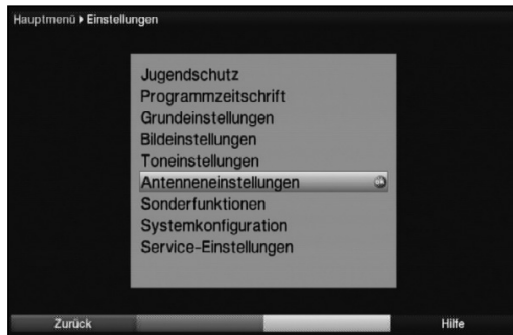 Hauptmenü ▸ Einstellungen
Jugendschutz
Programmzeitschrift
Grundeinstellungen
Bildeinstellungen
Toneinstellungen
Antenneneinstellungen
Sonderfunktionen
Systemkonfiguration
Service-Einstellungen
Zurück
Hilfe